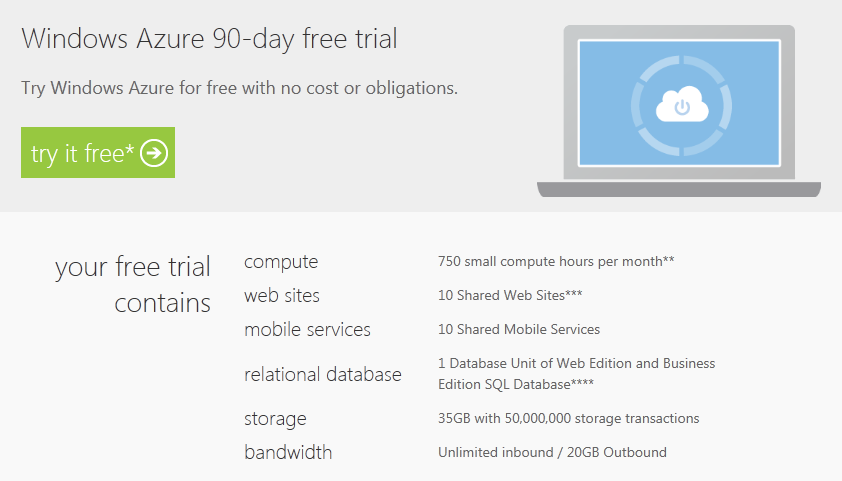 Windows Azure 90-day free trial
Try Windows Azure for free with no cost or obligations.
try it free*
your free trial
contains
compute
750 small compute hours per month**
web sites
10 Shared Web Sites***
mobile services
10 Shared Mobile Services
relational database
1 Database Unit of Web Edition and Business
Edition SQL Database****
storage
35GB with 50,000,000 storage transactions
bandwidth
Unlimited inbound / 20GB Outbound